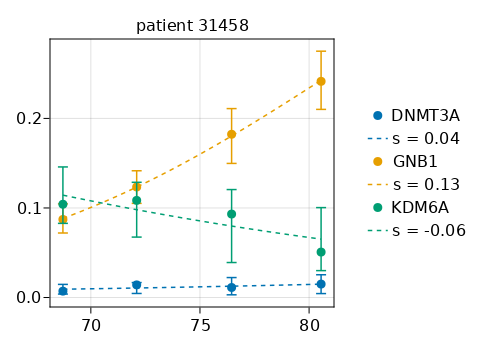 patient 31458
0.2
0.1
0.0
70
75
80
DNMT3A
s = 0.04
GNB1
s = 0.13
KDM6A
s = -0.06